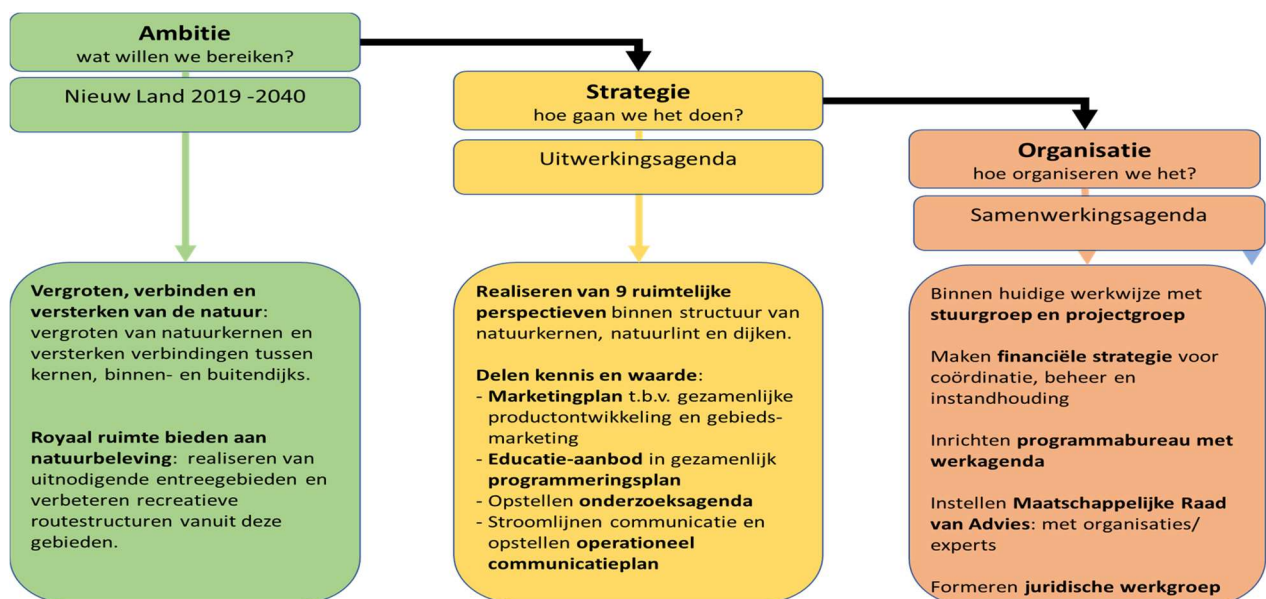 Ambitie
wat willen we bereiken?
Nieuw Land 2019 -2040
Vergroten, verbinden en
versterken van de natuur:
vergroten van natuurkernen en
versterken verbindingen tussen
kernen, binnen- en buitendijks.
Royaal ruimte bieden aan
natuurbeleving: realiseren van
uitnodigende entreegebieden en
verbeteren recreatieve
routestructuren vanuit deze
gebieden.
Strategie
hoe gaan we het doen?
Uitwerkingsagenda
Realiseren van 9 ruimtelijke
perspectieven binnen structuur van
natuurkernen, natuurlint en dijken.
Delen kennis en waarde:
- Marketingplan t.b.v. gezamenlijke
productontwikkeling en gebieds-
marketing
- Educatie-aanbod in gezamenlijk
programmeringsplan
- Opstellen onderzoeksagenda
- Stroomlijnen communicatie en
opstellen operationeel
communicatieplan
Organisatie
hoe organiseren we het?
Samenwerkingsagenda
Binnen huidige werkwijze met
stuurgroep en projectgroep
Maken financiële strategie voor
coördinatie, beheer en
instandhouding
Inrichten programmabureau met
werkagenda
Instellen Maatschappelijke Raad
van Advies: met organisaties/
experts
Formeren juridische werkgroep